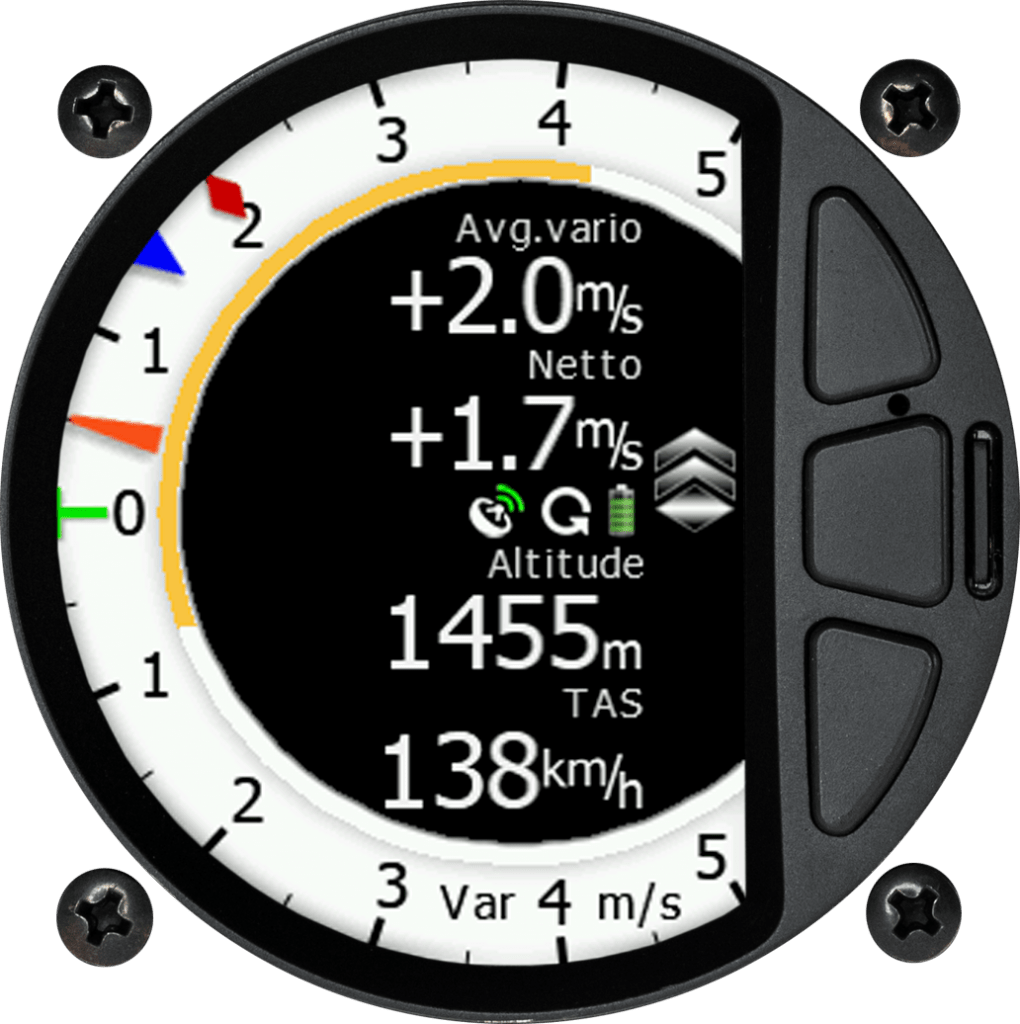 4
3
5
2
Avg.vario
+2.0m/s
1
Netto
+1.7m/s
0
Altitude
1455m
1
TAS
138km/h
2
5
3 Var 4 m/s